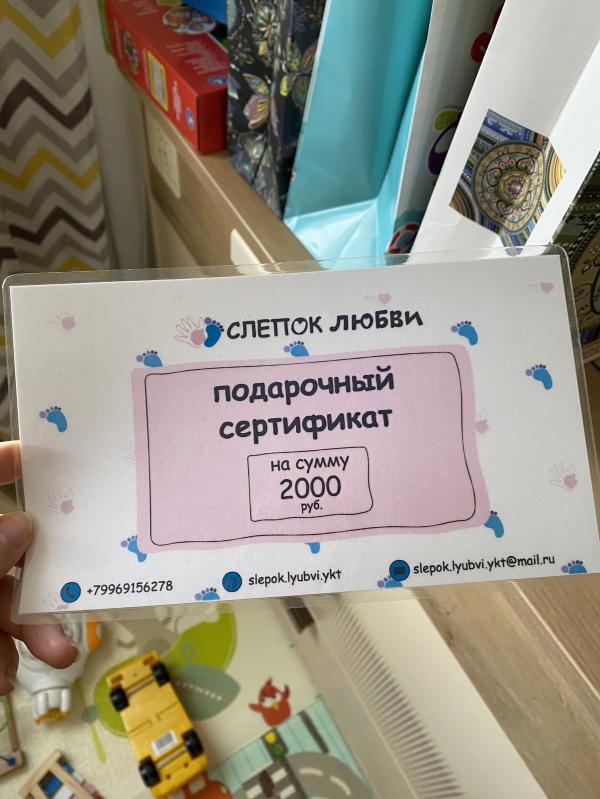 СЛЕПОК ЛЮБВИ
подарочный
сертификат
на сумму
2000
руб.
+79969156278
slepok.lyubvi.ykt
slepok.lyubvi.ykt@mail.ru